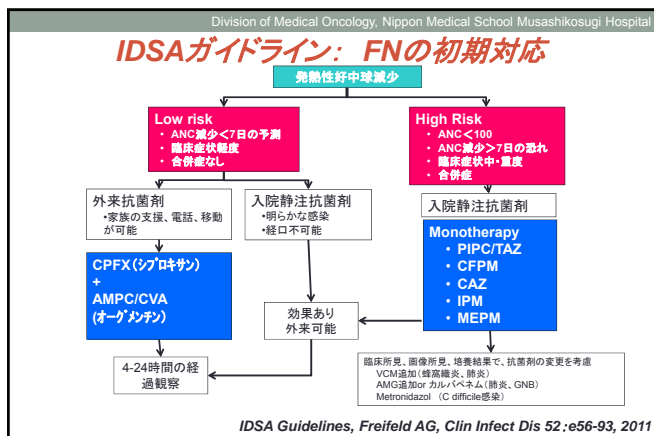 Division of Medical Oncology, Nippon Medical School Musashikosugi Hospital
IDSAガイドライン： FNの初期対応
発熱性好中球減少
Low risk
・ ANC減少＜7日の予測
・ 臨床症状軽度
・ 合併症なし
High Risk
・ ANC＜100
・ ANC減少＞7日の恐れ
・ 臨床症状中・重度
・ 合併症
外来抗菌剤
・家族の支援、電話、移動
が可能
入院静注抗菌剤
・明らかな感染
・経口不可能
入院静注抗菌剤
CPFX（ｼﾌﾟﾛｷｻﾝ）
+
AMPC/CVA
(ｵｰｸﾞﾒﾝﾁﾝ)
Monotherapy
・ PIPC/TAZ
・ CFPM
・ CAZ
・ IPM
・ MEPM
効果あり
外来可能
4-24時間の経
過観察
臨床所見、画像所見、培養結果で、抗菌剤の変更を考慮
VCM追加（蜂窩織炎、肺炎）
AMG追加or カルバペネム（肺炎、GNB）
Metronidazol （C difficile感染）
IDSA Guidelines, Freifeld AG, Clin Infect Dis 52;e56-93, 2011